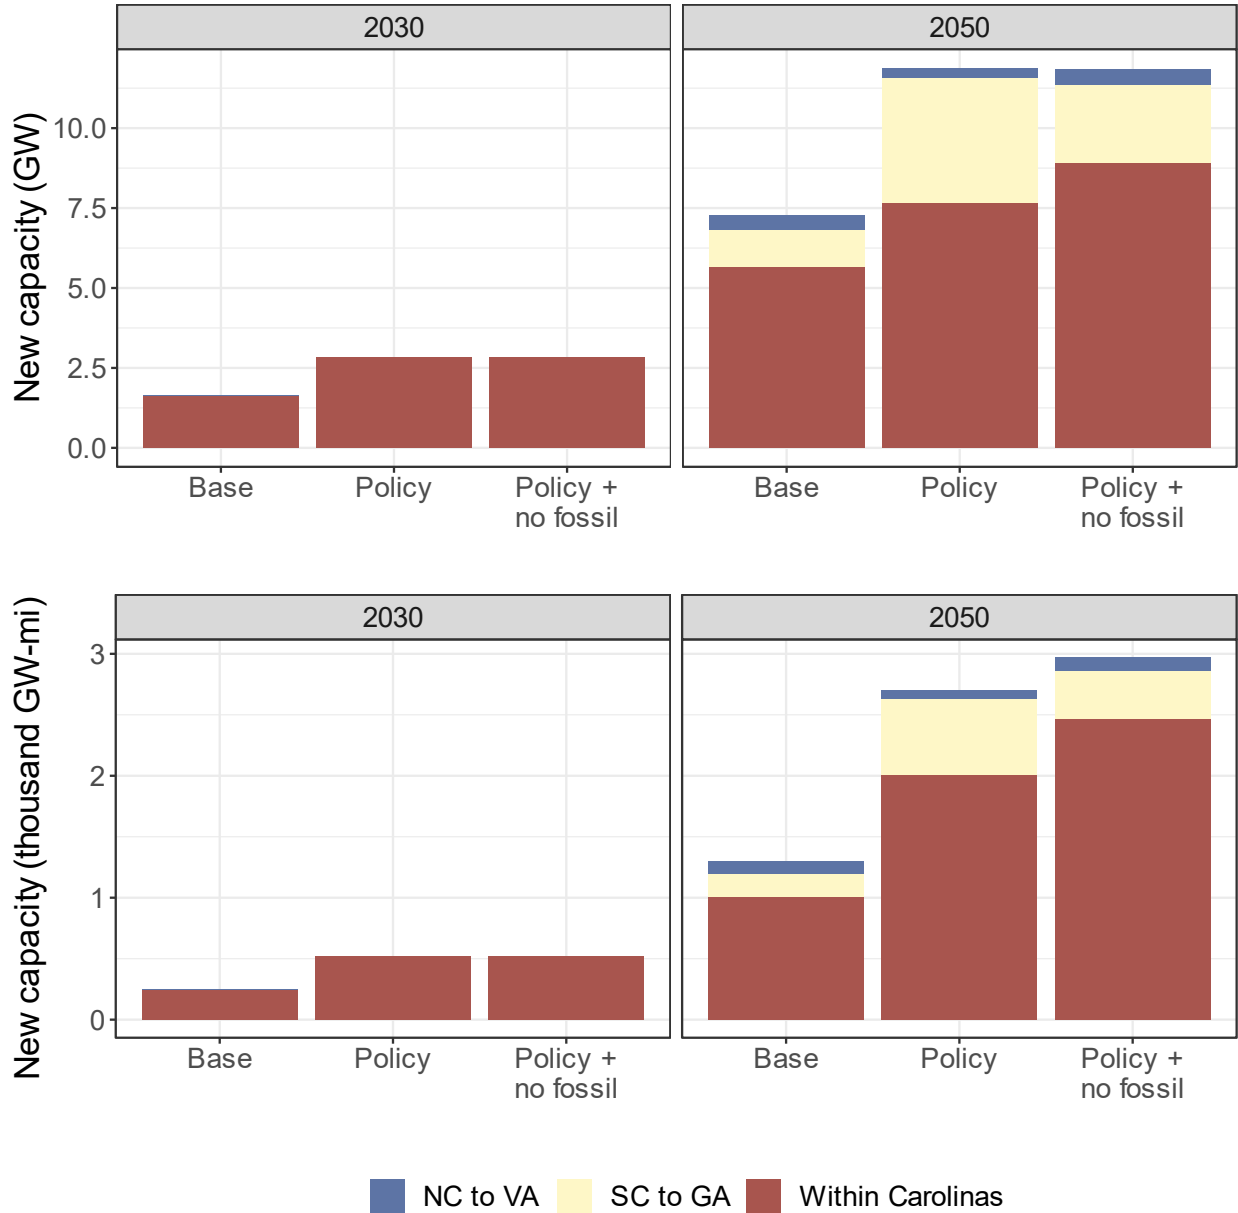 2030
2050
New capacity (GW)
10.0
7.5
5.0
2.5
0.0
Base
Policy
Policy +
no fossil
Base
Policy
Policy +
no fossil
2030
2050
New capacity (thousand GW-mi)
3
2
1
0
Base
Policy
Policy +
no fossil
Base
Policy
Policy +
no fossil
NC to VA
SC to GA
Within Carolinas